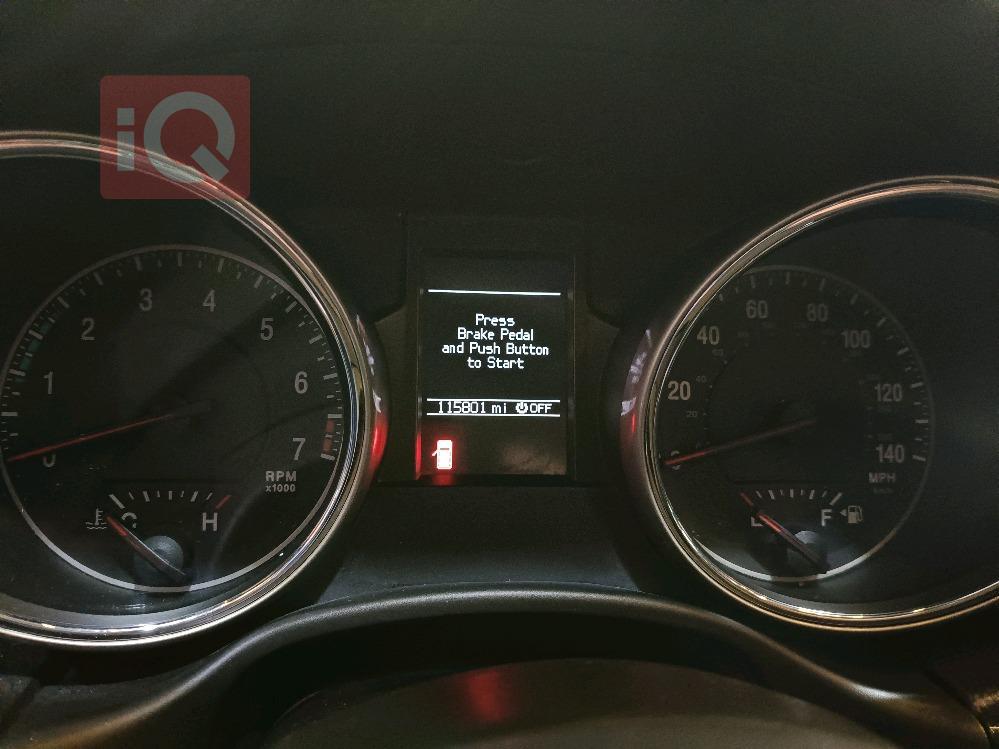 iQ
1
2
3
4
5
6
7
RPM
x1000
H
Press
Brake Pedal
and Push Button
to Start
115801 mi OFF
20
40
60
80
100
120
140
MPH
F